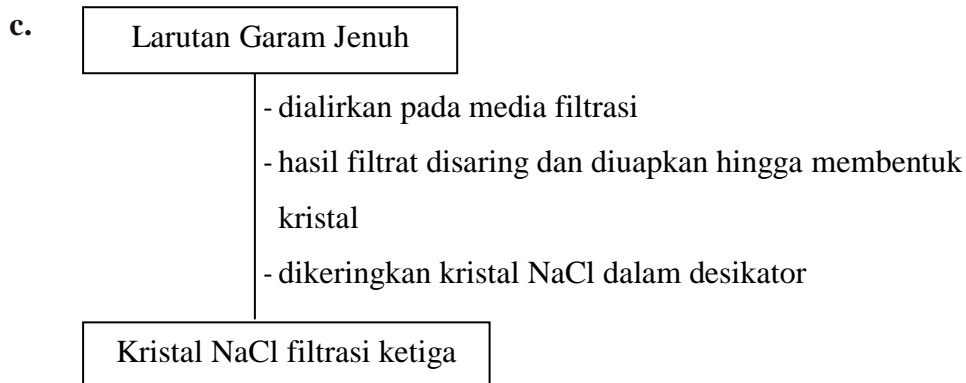 c.
Larutan Garam Jenuh
- dialirkan pada media filtrasi
- hasil filtrat disaring dan diuapkan hingga membentuk
kristal
- dikeringkan kristal NaCl dalam desikator
Kristal NaCl filtrasi ketiga